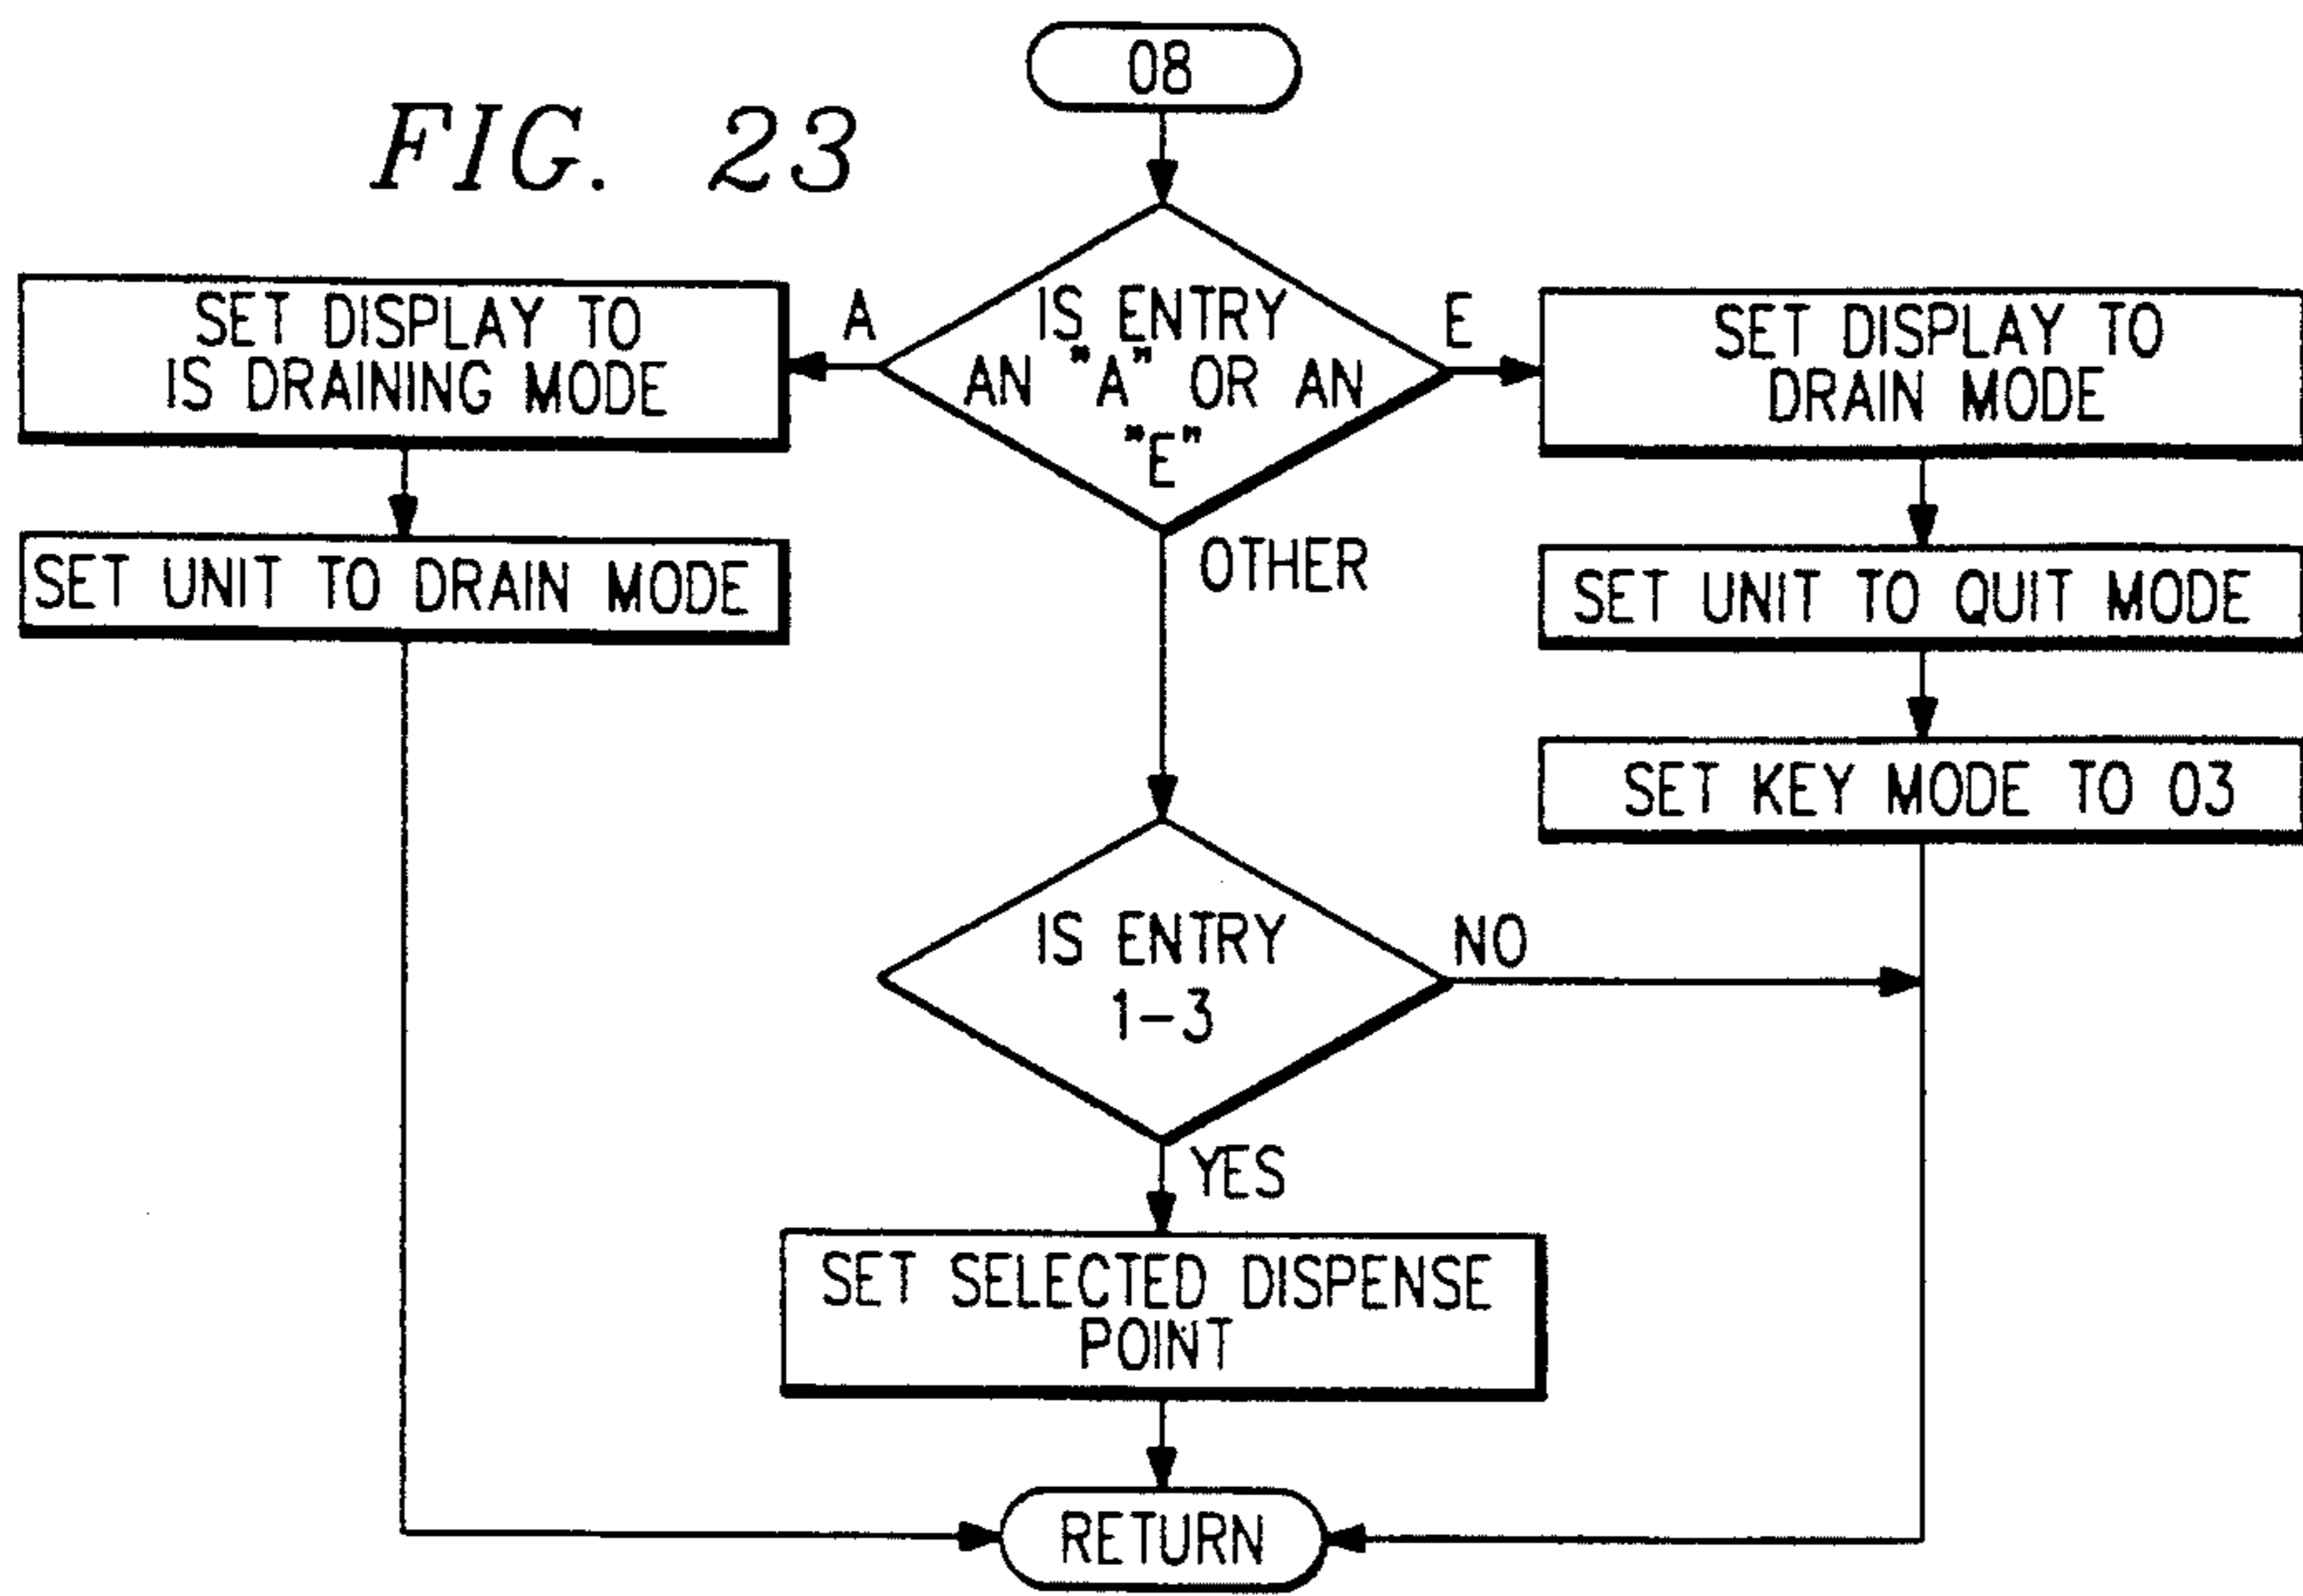 08
FIG. 23
SET DISPLAY TO
IS DRAINING MODE
A
IS ENTRY
AN "A" OR AN
"E"
E
SET DISPLAY TO
DRAIN MODE
SET UNIT TO DRAIN MODE
OTHER
SET UNIT TO QUIT MODE
SET KEY MODE TO 03
IS ENTRY
1-3
NO
YES
SET SELECTED DISPENSE
POINT
RETURN